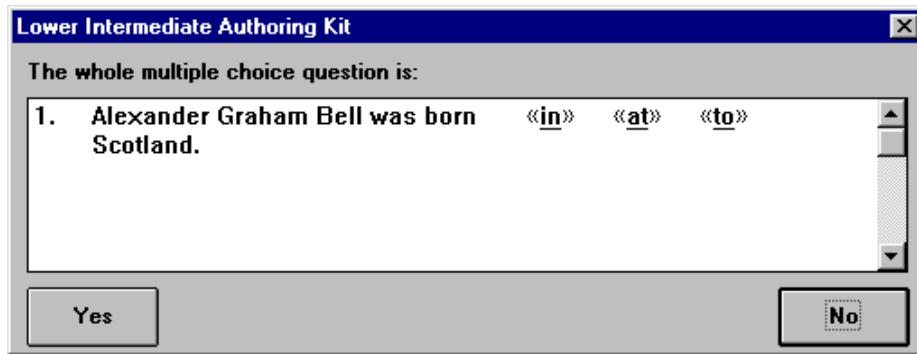 Lower Intermediate Authoring Kit
The whole multiple choice question is:
1. Alexander Graham Bell was born «in» «at» «to»
Scotland.
Yes No